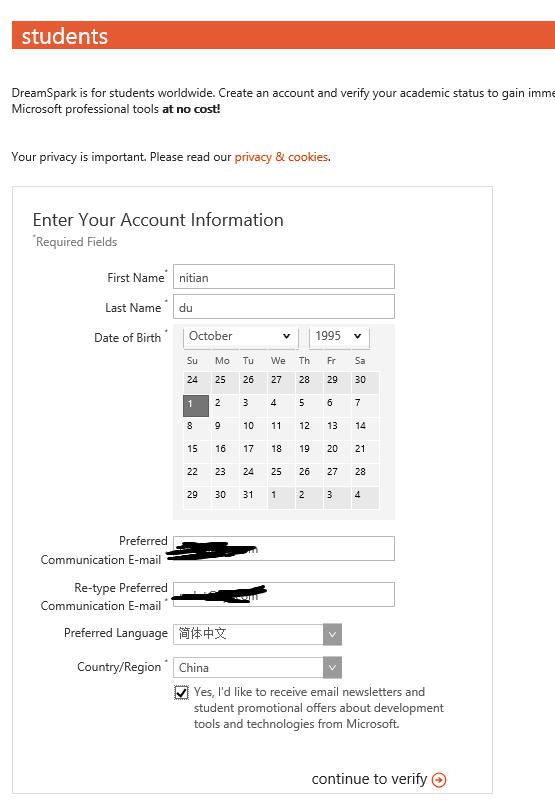 students
DreamSpark is for students worldwide. Create an account and verify your academic status to gain imme
Microsoft professional tools at no cost!
Your privacy is important. Please read our privacy & cookies.
Enter Your Account Information
*Required Fields
First Name* nitian
Last Name* du
Date of Birth* October 1995
Su Mo Tu We Th Fr Sa
24 25 26 27 28 29 30
1 2 3 4 5 6 7
8 9 10 11 12 13 14
15 16 17 18 19 20 21
22 23 24 25 26 27 28
29 30 31 1 2 3 4
Preferred
Communication E-mail
Re-type Preferred
Communication E-mail*
Preferred Language 简体中文
Country/Region* China
Yes, I'd like to receive email newsletters and
student promotional offers about development
tools and technologies from Microsoft.
continue to verify